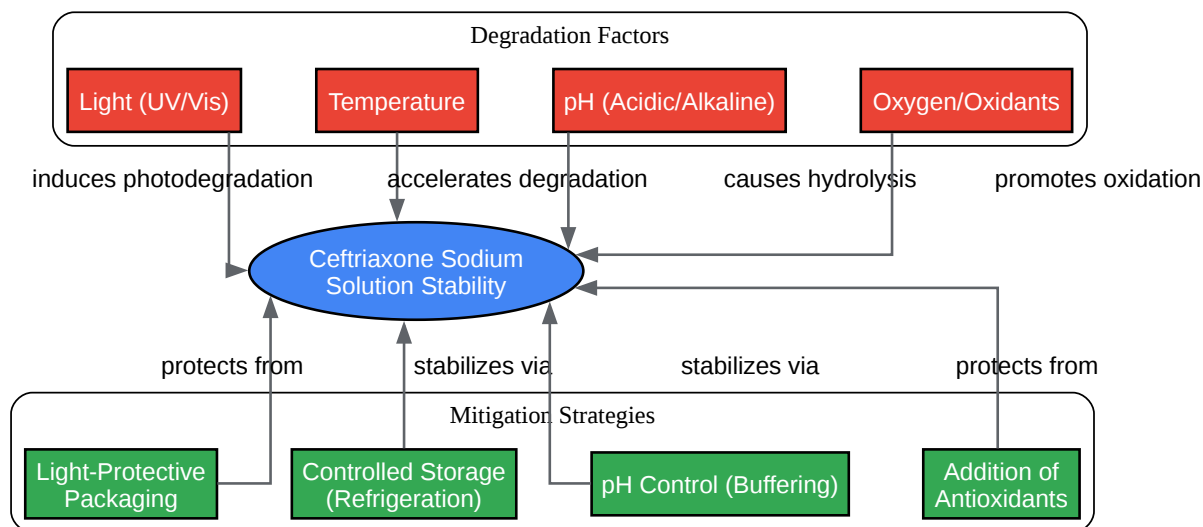 Degradation Factors
Light (UV/Vis)
Temperature
pH (Acidic/Alkaline)
Oxygen/Oxidants
induces photodegradation
accelerates degradation
causes hydrolysis
promotes oxidation
Ceftriaxone Sodium
Solution Stability
protects from
stabilizes via
stabilizes via
protects from
Mitigation Strategies
Light-Protective
Packaging
Controlled Storage
(Refrigeration)
pH Control (Buffering)
Addition of
Antioxidants